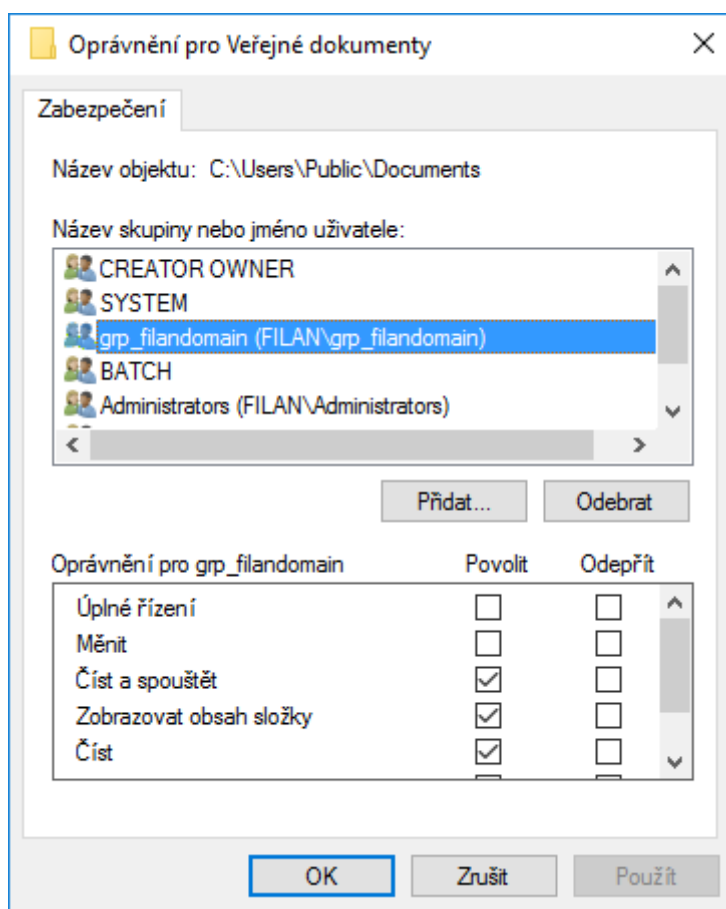 Oprávnění pro Veřejné dokumenty
Zabezpečení
Název objektu: C:\Users\Public\Documents
Název skupiny nebo jméno uživatele:
CREATOR OWNER
SYSTEM
grp_filandomain (FILAN\grp_filandomain)
BATCH
Administrators (FILAN\Administrators)
Přidat... Odebrat
Oprávnění pro grp_filandomain Povolit Odepřít
Úplné řízení
Měnit
Číst a spouštět
Zobrazovat obsah složky
Číst
OK Zrušit Použít